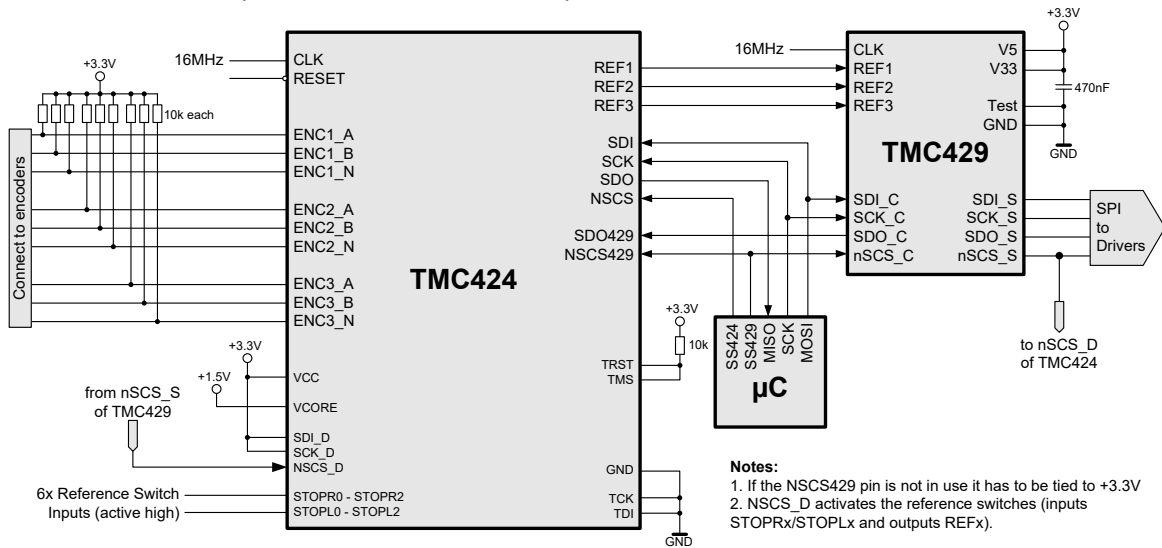 +3.3V
16MHz
CLK
RESET
+3.3V
10k each
ENC1_A
ENC1_B
ENC1_N
ENC2_A
ENC2_B
ENC2_N
ENC3_A
ENC3_B
ENC3_N
Connect to encoders
TMC424
REF1
REF2
REF3
SDI
SCK
SDO
NSCS
SDO429
NSCS429
+3.3V
10k
TRST
TMS
+3.3V
VCC
+1.5V
VCORE
from nSCS_S
of TMC429
SDI_D
SCK_D
NSCS_D
6x Reference Switch
Inputs (active high)
STOPR0 - STOPR2
STOPL0 - STOPL2
GND
TCK
TDI
GND
16MHz
CLK
REF1
REF2
REF3
V5
V33
470nF
Test
GND
GND
TMC429
SDI_C
SCK_C
SDO_C
nSCS_C
SDI_S
SCK_S
SDO_S
nSCS_S
SPI
to
Drivers
to nSCS_D
of TMC424
SS424
SS429
MISO
SCK
MOSI
µC
Notes:
1. If the NSCS429 pin is not in use it has to be tied to +3.3V
2. NSCS_D activates the reference switches (inputs
STOPRx/STOPLx and outputs REFx).